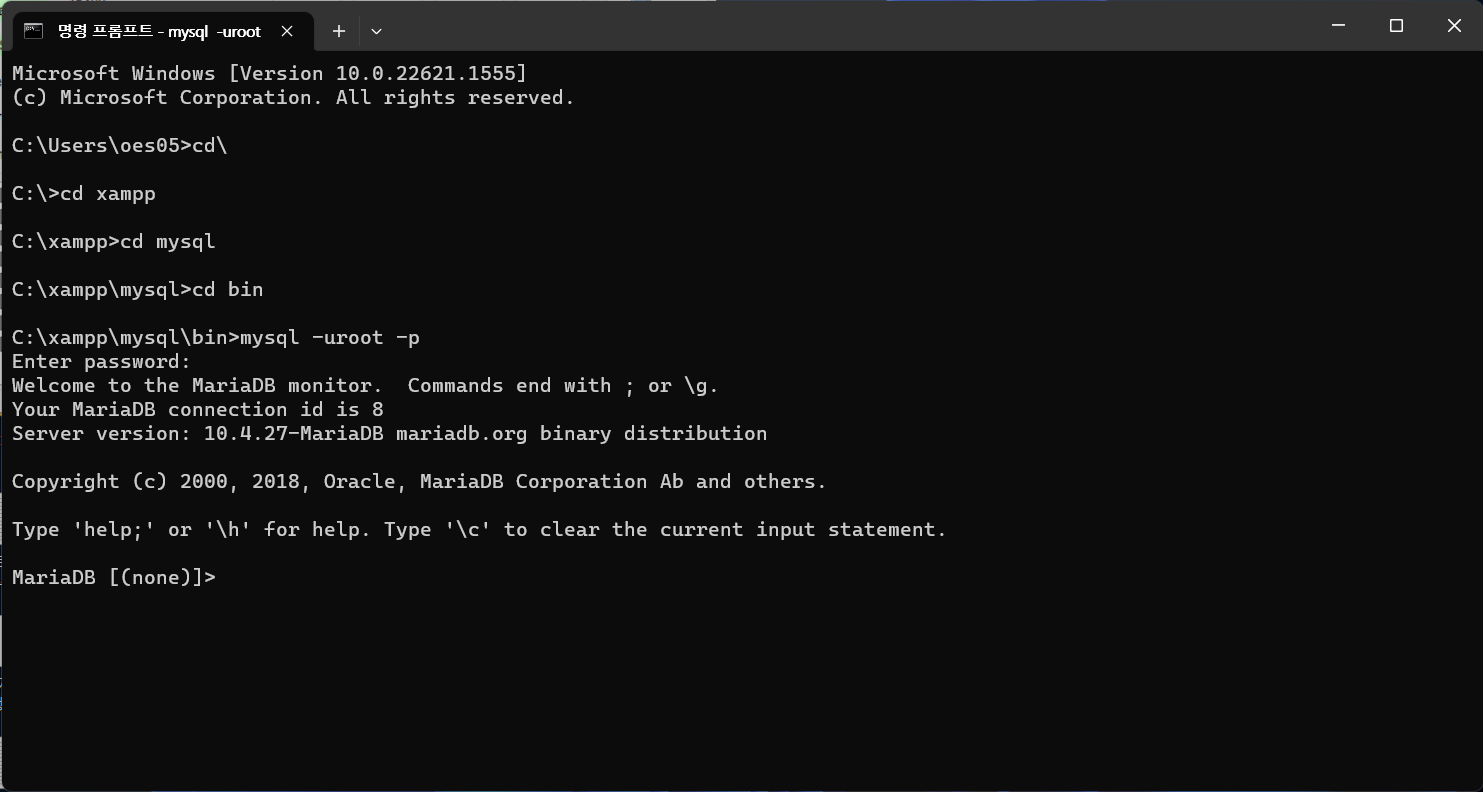 명령 프롬프트 - mysql -uroot
Microsoft Windows [Version 10.0.22621.1555]
(c) Microsoft Corporation. All rights reserved.
C:\Users\oes05>cd\
C:\>cd xampp
C:\xampp>cd mysql
C:\xampp\mysql>cd bin
C:\xampp\mysql\bin>mysql -uroot -p
Enter password:
Welcome to the MariaDB monitor.  Commands end with ; or \g.
Your MariaDB connection id is 8
Server version: 10.4.27-MariaDB mariadb.org binary distribution
Copyright (c) 2000, 2018, Oracle, MariaDB Corporation Ab and others.
Type 'help;' or '\h' for help. Type '\c' to clear the current input statement.
MariaDB [(none)]>